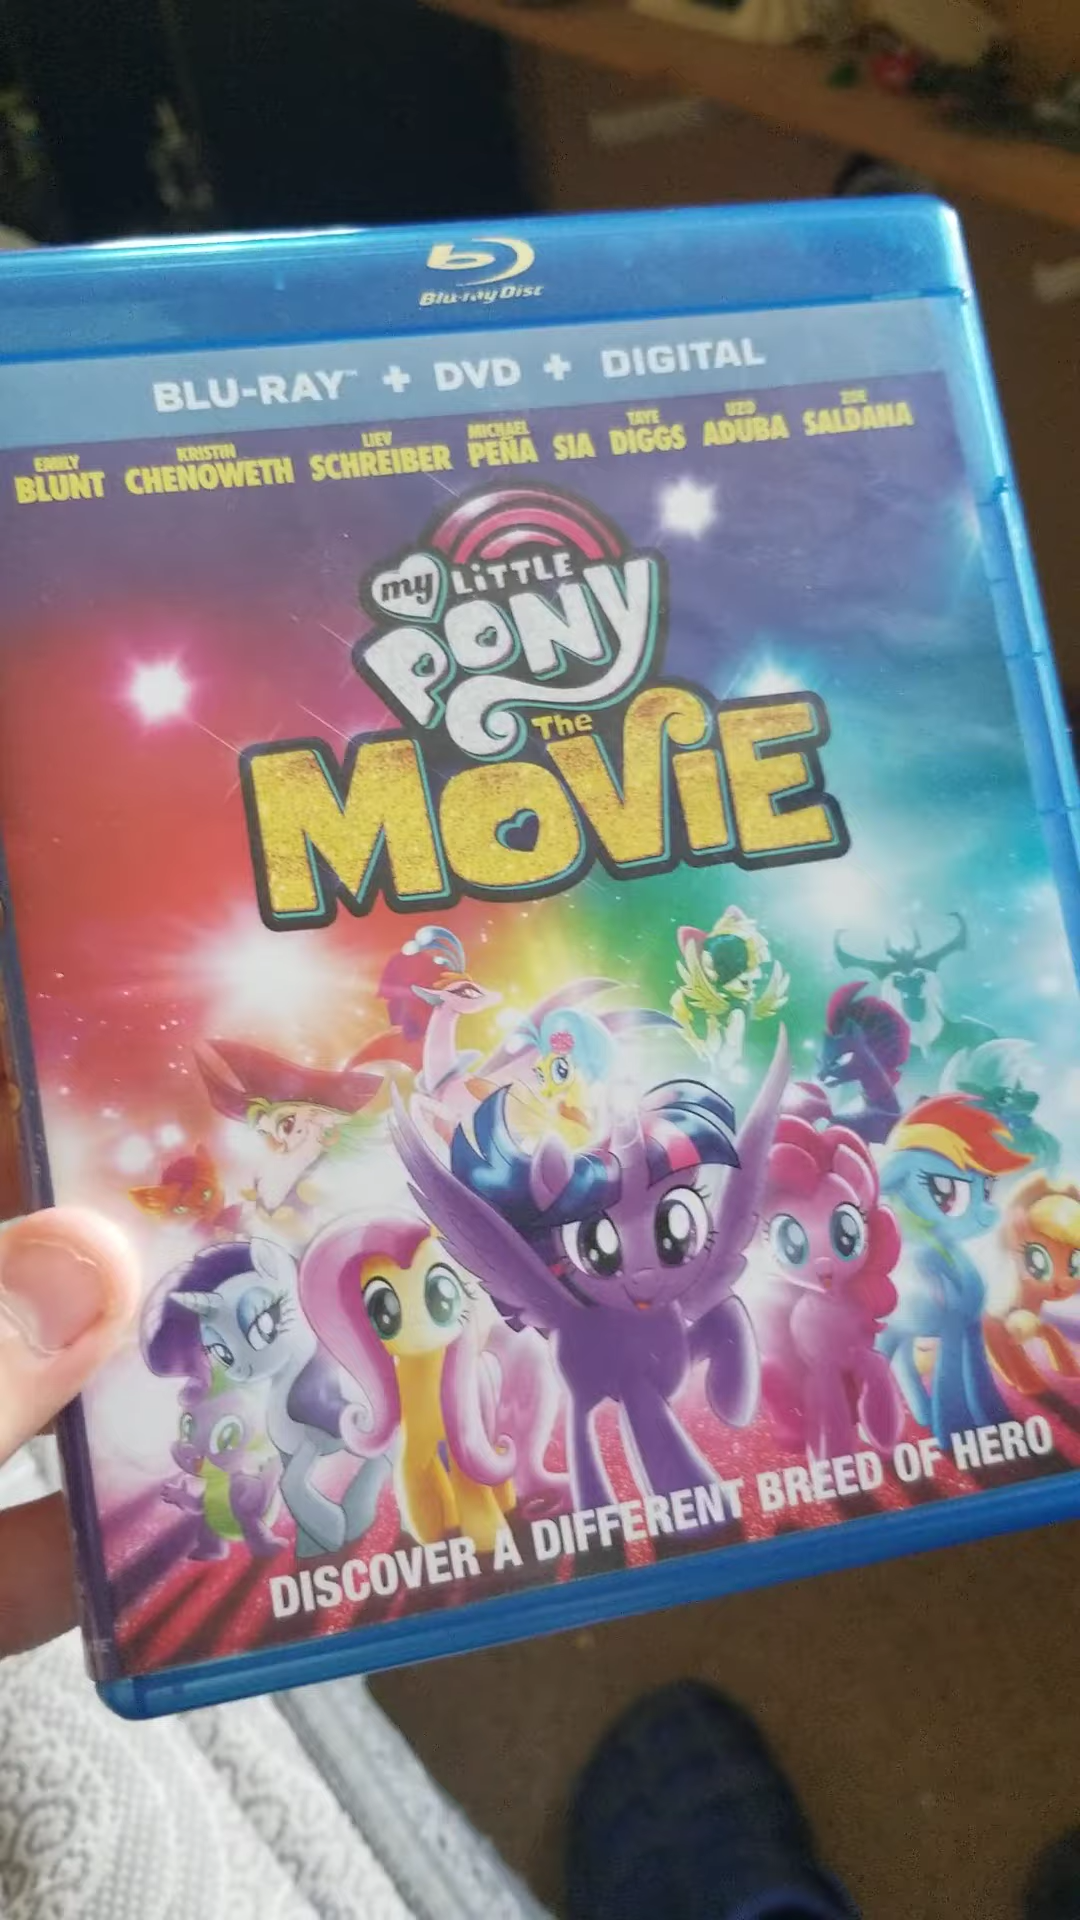 Blu-ray Disc
BLU-RAY™ + DVD + DIGITAL
EMILY BLUNT KRISTIN CHENOWETH LIEV SCHREIBER MICHAEL PEÑA SIA TAYE DIGGS UZO ADUBA ZOE SALDANA
my LiTTLE
PONY
The
MOViE
DISCOVER A DIFFERENT BREED OF HERO